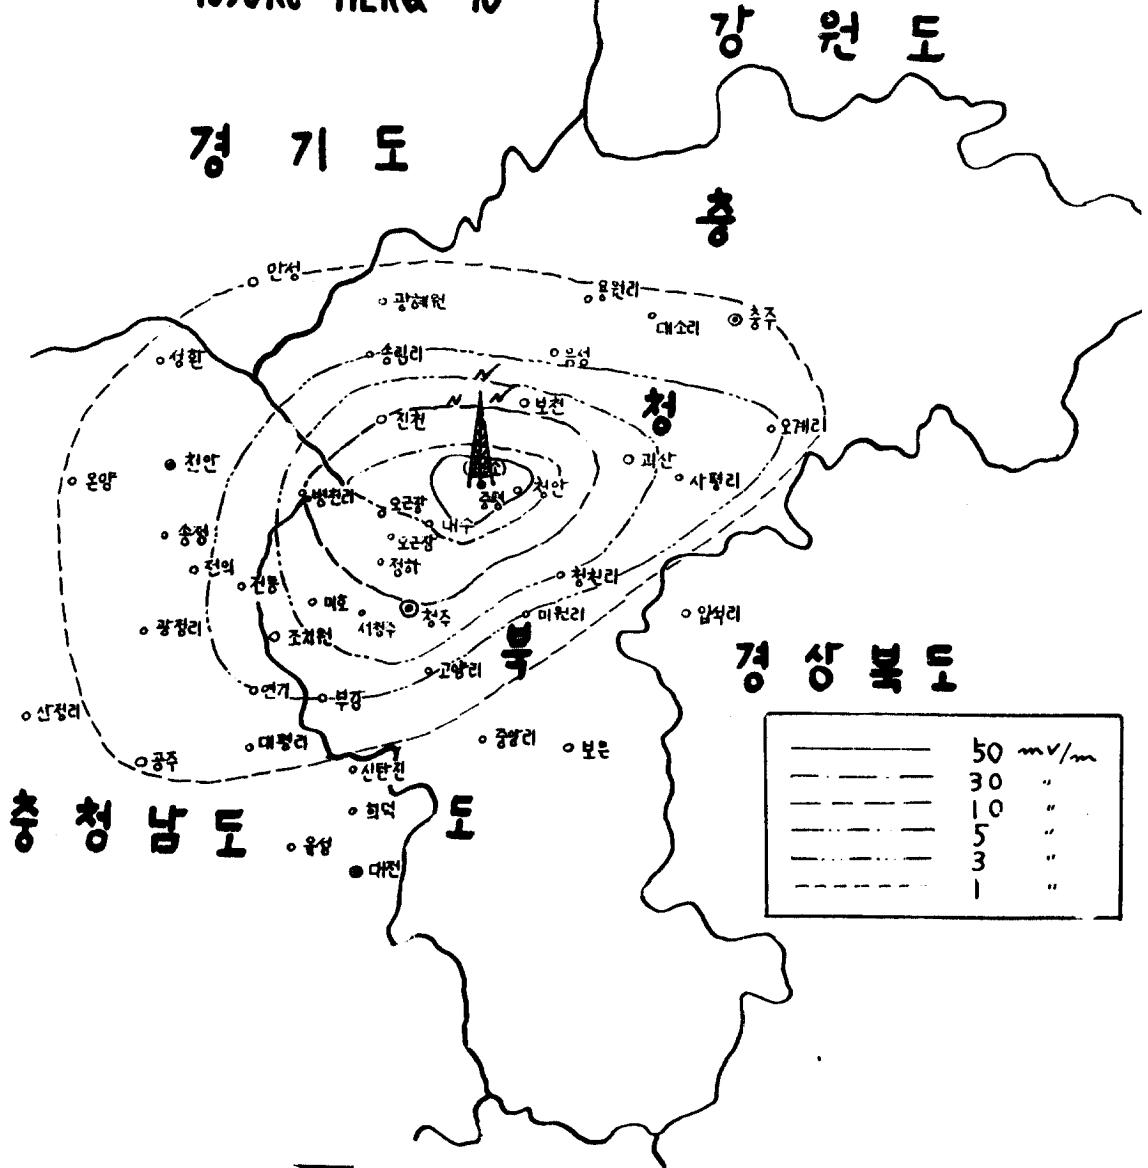 강 원 도
경 기 도
충
안성
용원리
광혜원
대소리
충주
성환
송림리
음성
진천
보천
청
오계리
천안
괴산
온양
병천리
사평리
증평
청안
오근장
내수
송정
오근장
정하
전의
전동
청천리
미호
서청주
청주
미원리
압석리
광정리
조치원
북
고양리
경 상 북 도
연기
부강
산정리
대평리
중앙리
보은
공주
신탄진
50 mV/m
30 〃
10 〃
5 〃
3 〃
1 〃
충 청 남 도
회덕
도
유성
대전